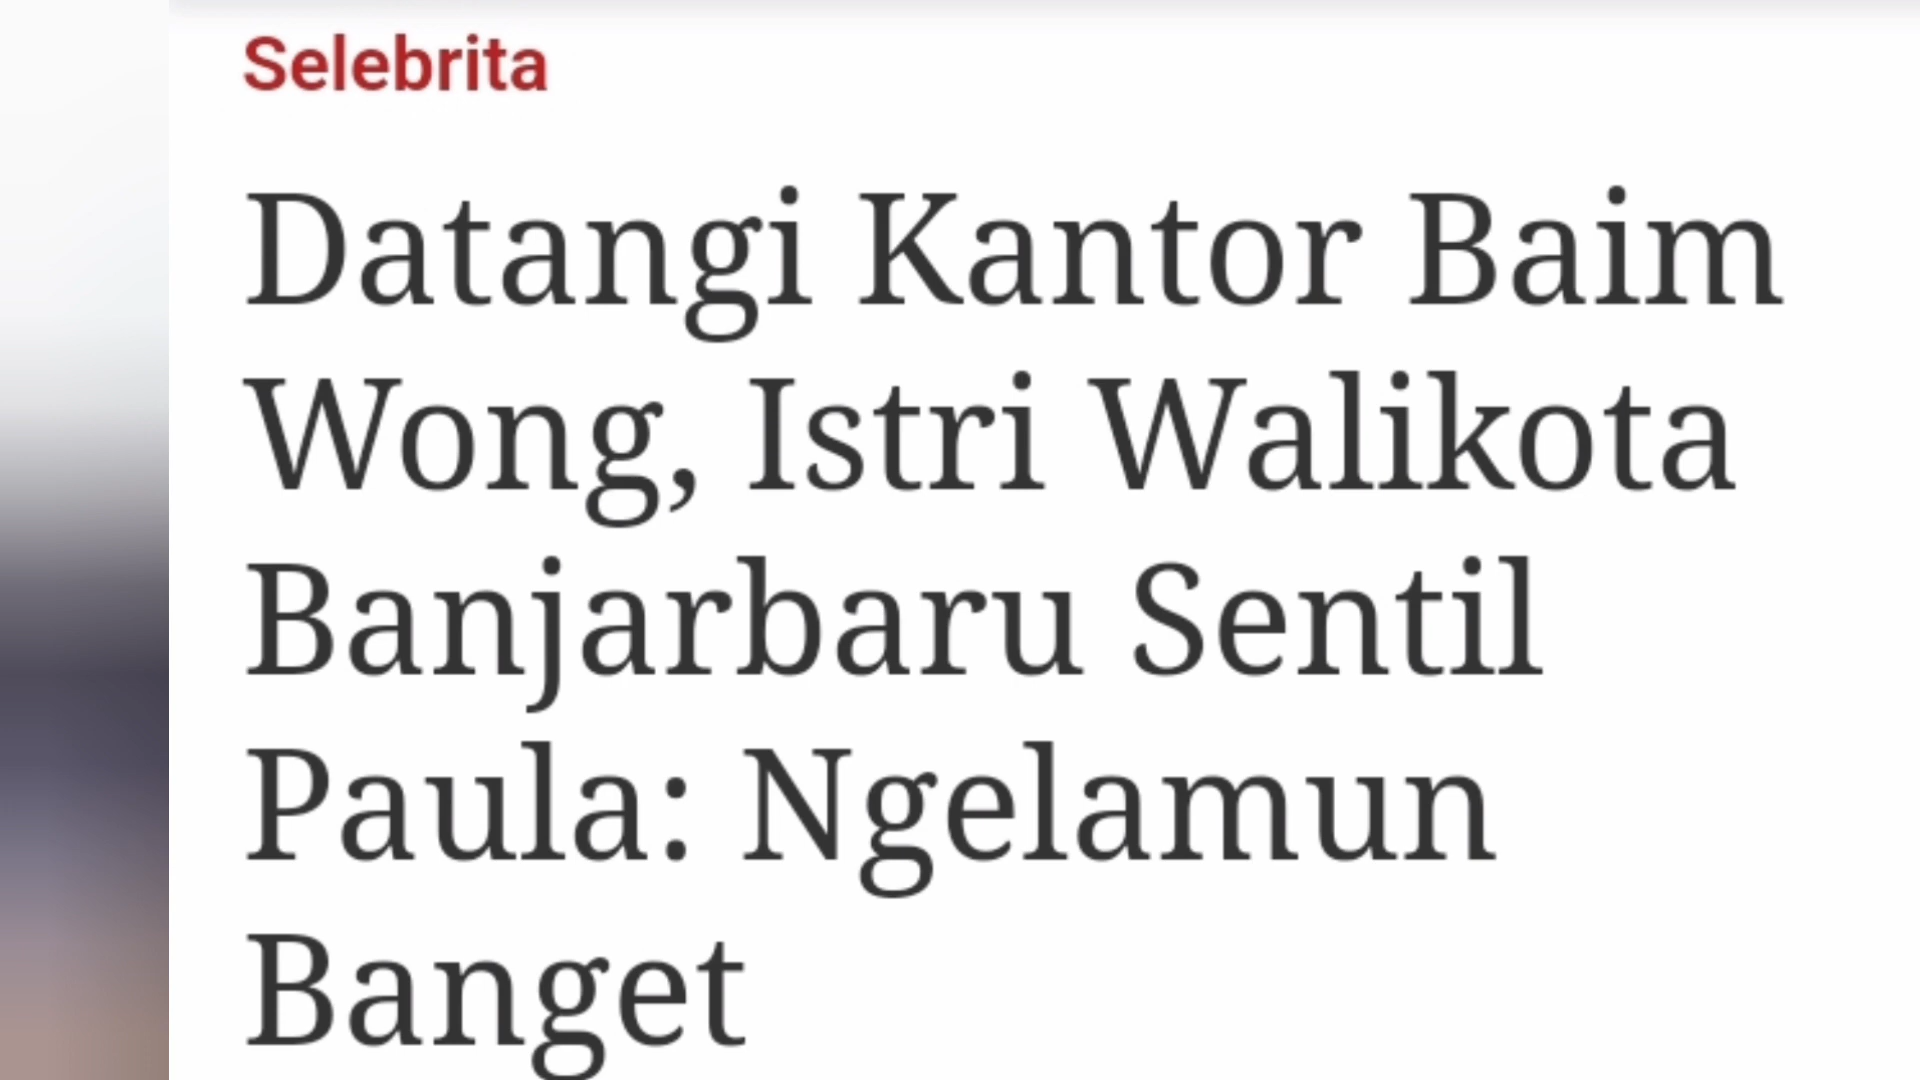 Selebrita
Datangi Kantor Baim
Wong, Istri Walikota
Banjarbaru Sentil
Paula: Ngelamun
Banget